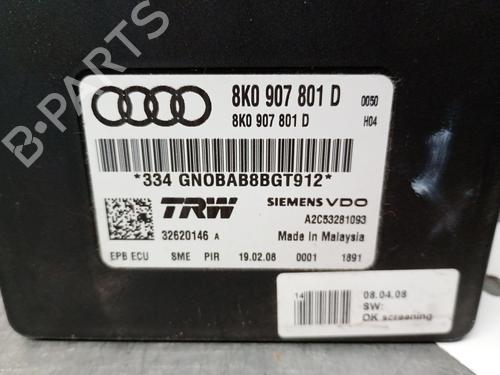 B-PARTS
8K0 907 801 D 0050
8K0 907 801 D H04
*334 GNOBAB8BGT912*
TRW SIEMENS VDO
32620146 A A2C53281093
Made in Malaysia
EPB ECU SME PIR 19.02.08 0001 1891
14 08.04.08
SW:
OK screening